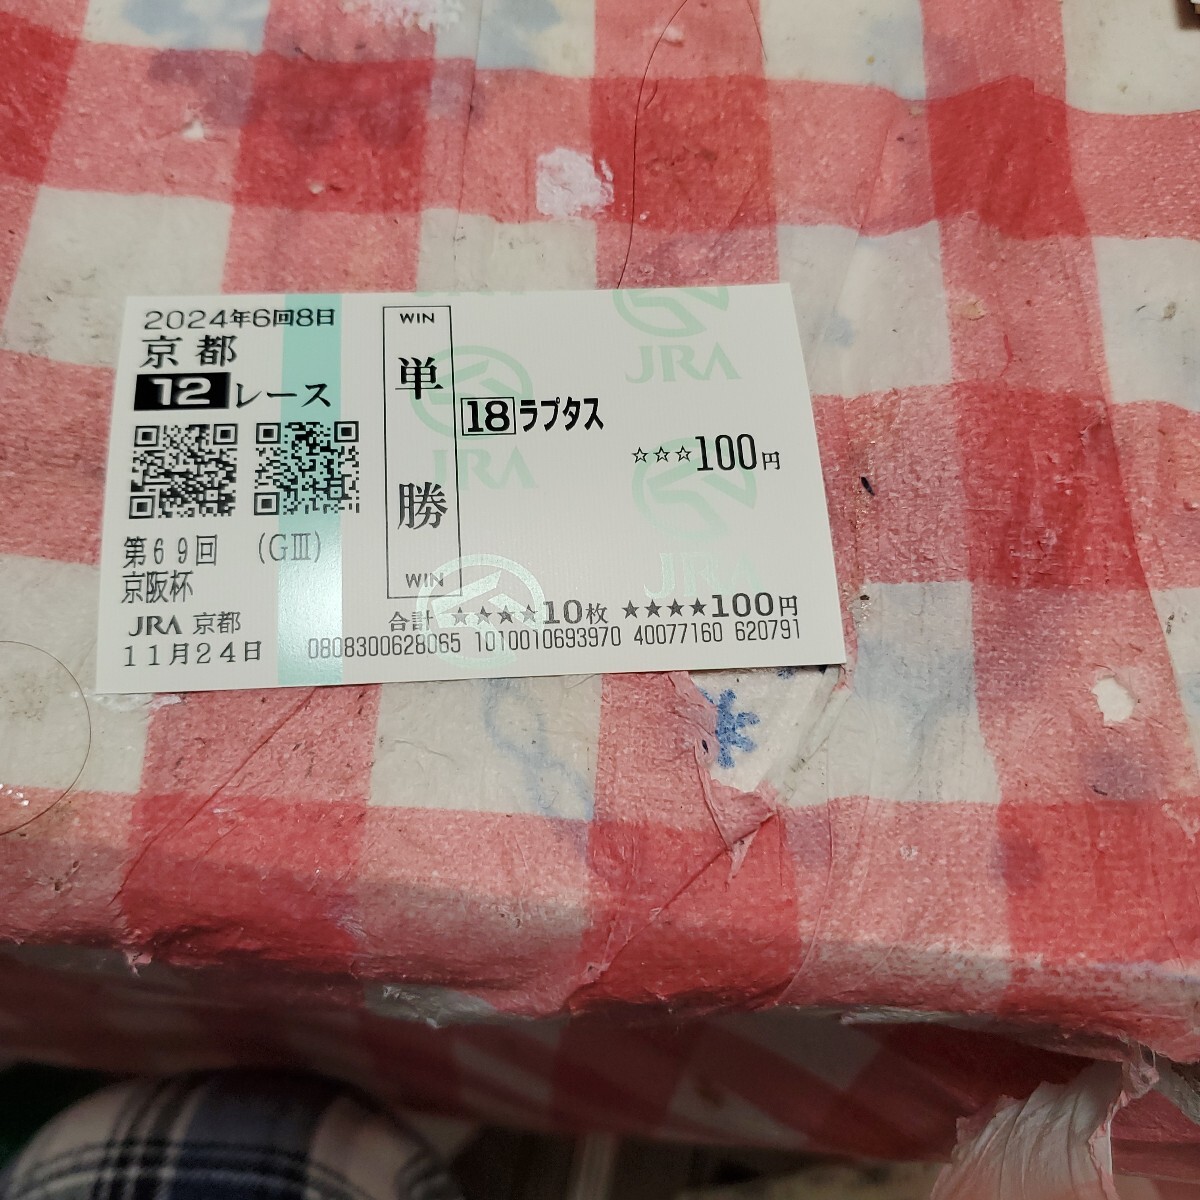 2024年6回8日
京都
12レース
第69回 (GⅢ)
京阪杯
JRA 京都
11月24日
WIN
単勝
WIN
18ラプタス
☆☆☆100円
合計 ★★★★10枚 ★★★★100円
0808300628065 1010010693970 40077160 620791
JRA
JRA
JRA